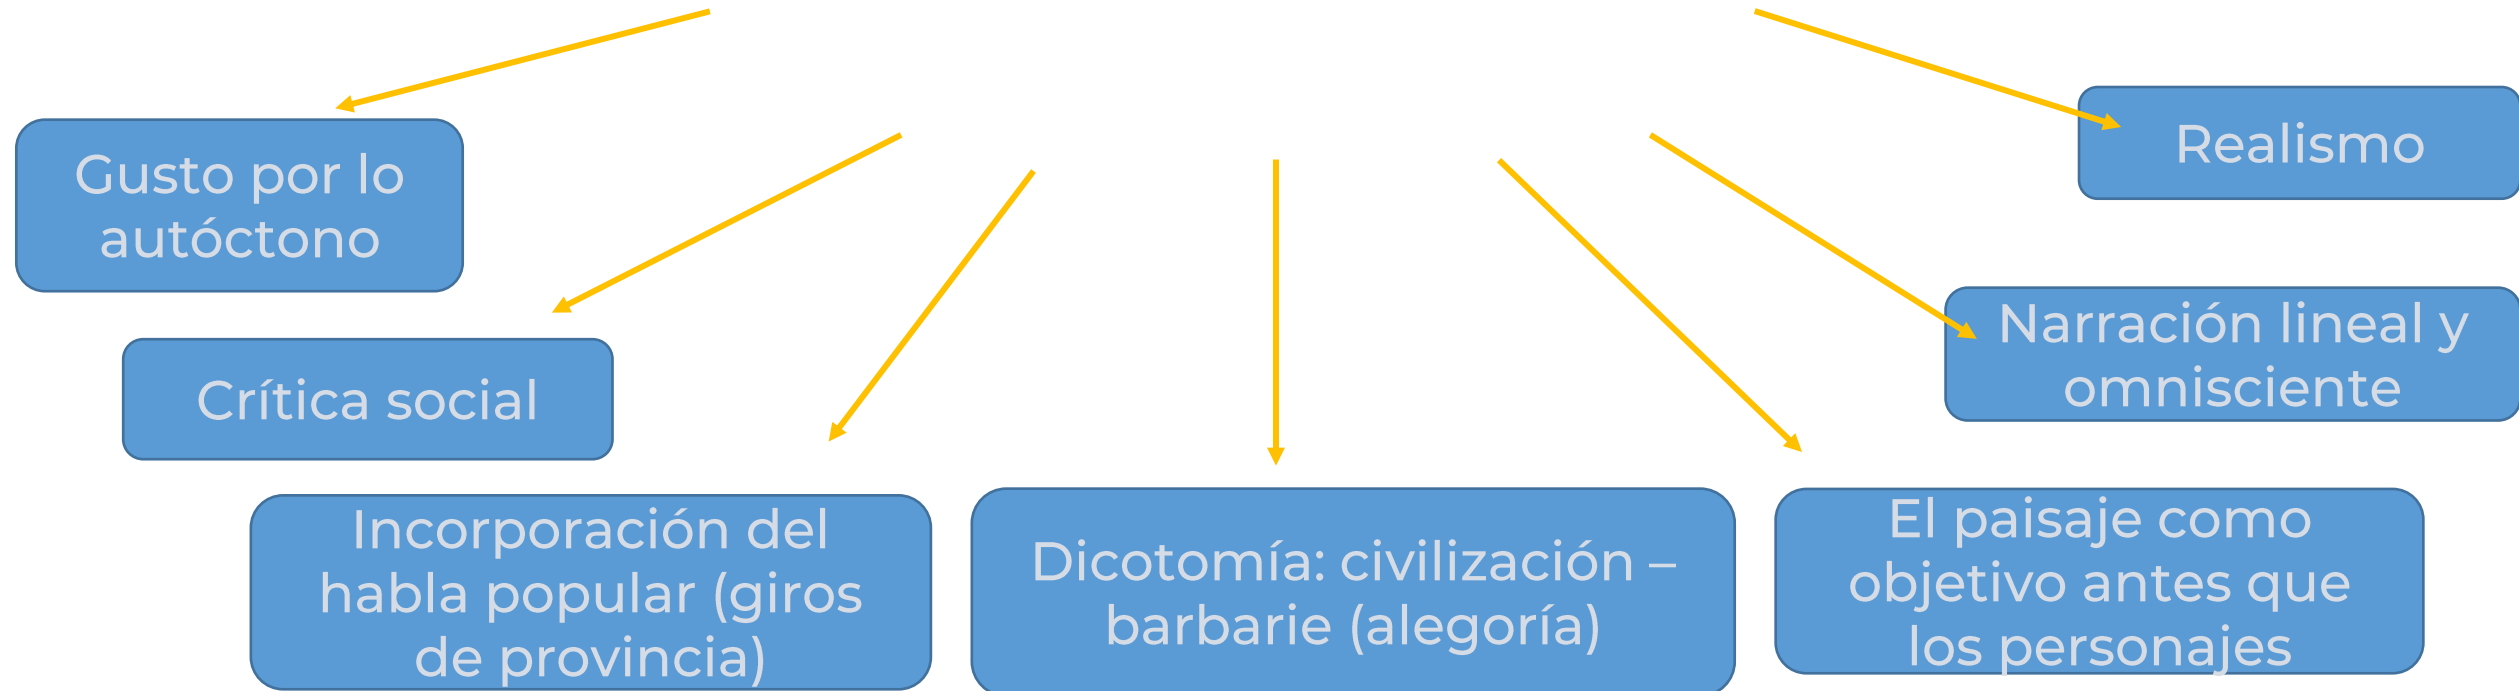 Gusto por lo
autóctono
Crítica social
Incorporación del
habla popular (giros
de provincia)
Dicotomía: civilización –
barbarie (alegoría)
El paisaje como
objetivo antes que
los personajes
Narración lineal y
omnisciente
Realismo